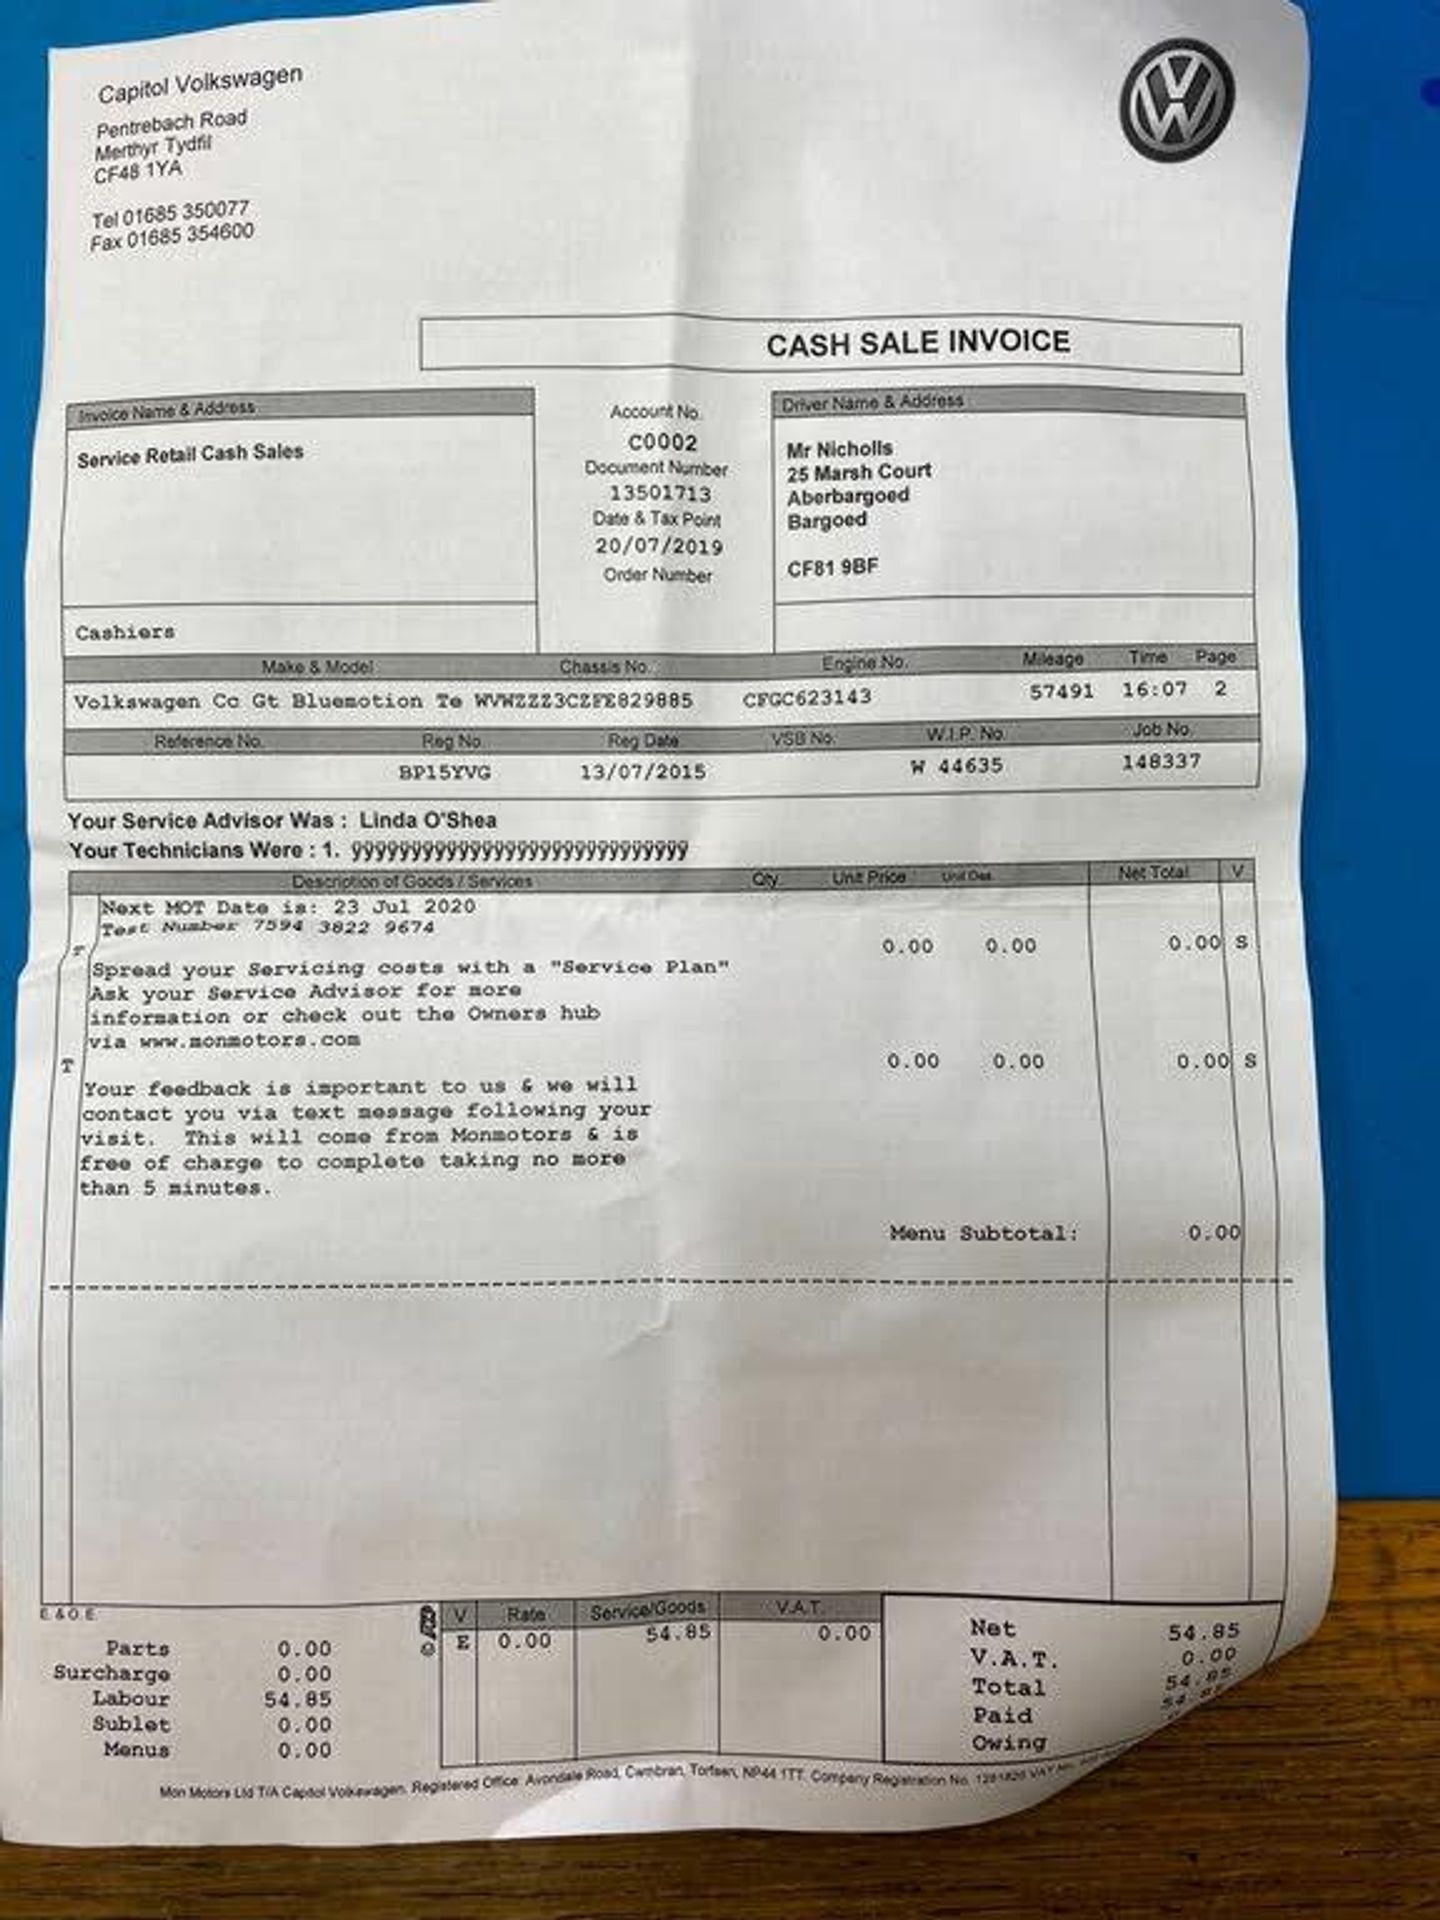 Capitol Volkswagen
Pentrebach Road
Merthyr Tydfil
CF48 1YA
Tel 01685 350077
Fax 01685 354600
CASH SALE INVOICE
Invoice Name & Address
Service Retail Cash Sales
Cashiers
Account No.
C0002
Document Number
13501713
Date & Tax Point
20/07/2019
Order Number
Driver Name & Address
Mr Nicholls
25 Marsh Court
Aberbargoed
Bargoed
CF81 9BF
Make & Model Chassis No. Engine No. Mileage Time Page
Volkswagen Cc Gt Bluemotion Te WVWZZZ3CZFE829885 CFGC623143 57491 16:07 2
Reference No. Reg No. Reg Date VSB No. W.I.P. No. Job No.
BP15YVG 13/07/2015 W 44635 148337
Your Service Advisor Was : Linda O'Shea
Your Technicians Were : 1.
Description of Goods / Services Qty Unit Price Unit Net Total V
Next MOT Date is: 23 Jul 2020
Test Number 7594 3822 9674
T 0.00 0.00 0.00 S
Spread your Servicing costs with a "Service Plan"
Ask your Service Advisor for more
information or check out the Owners hub
via www.monmotors.com
T 0.00 0.00 0.00 S
Your feedback is important to us & we will
contact you via text message following your
visit. This will come from Monmotors & is
free of charge to complete taking no more
than 5 minutes.
Menu Subtotal: 0.00
E. & O. E.
Parts 0.00
Surcharge 0.00
Labour 54.85
Sublet 0.00
Menus 0.00
V Rate Service/Goods V.A.T.
E 0.00 54.85 0.00
Net 54.85
V.A.T. 0.00
Total 54.85
Paid 54.85
Owing
Mon Motors Ltd T/A Capitol Volkswagen. Registered Office: Avondale Road, Cwmbran, Torfaen, NP44 1TT. Company Registration No. 1281826 VAT No.